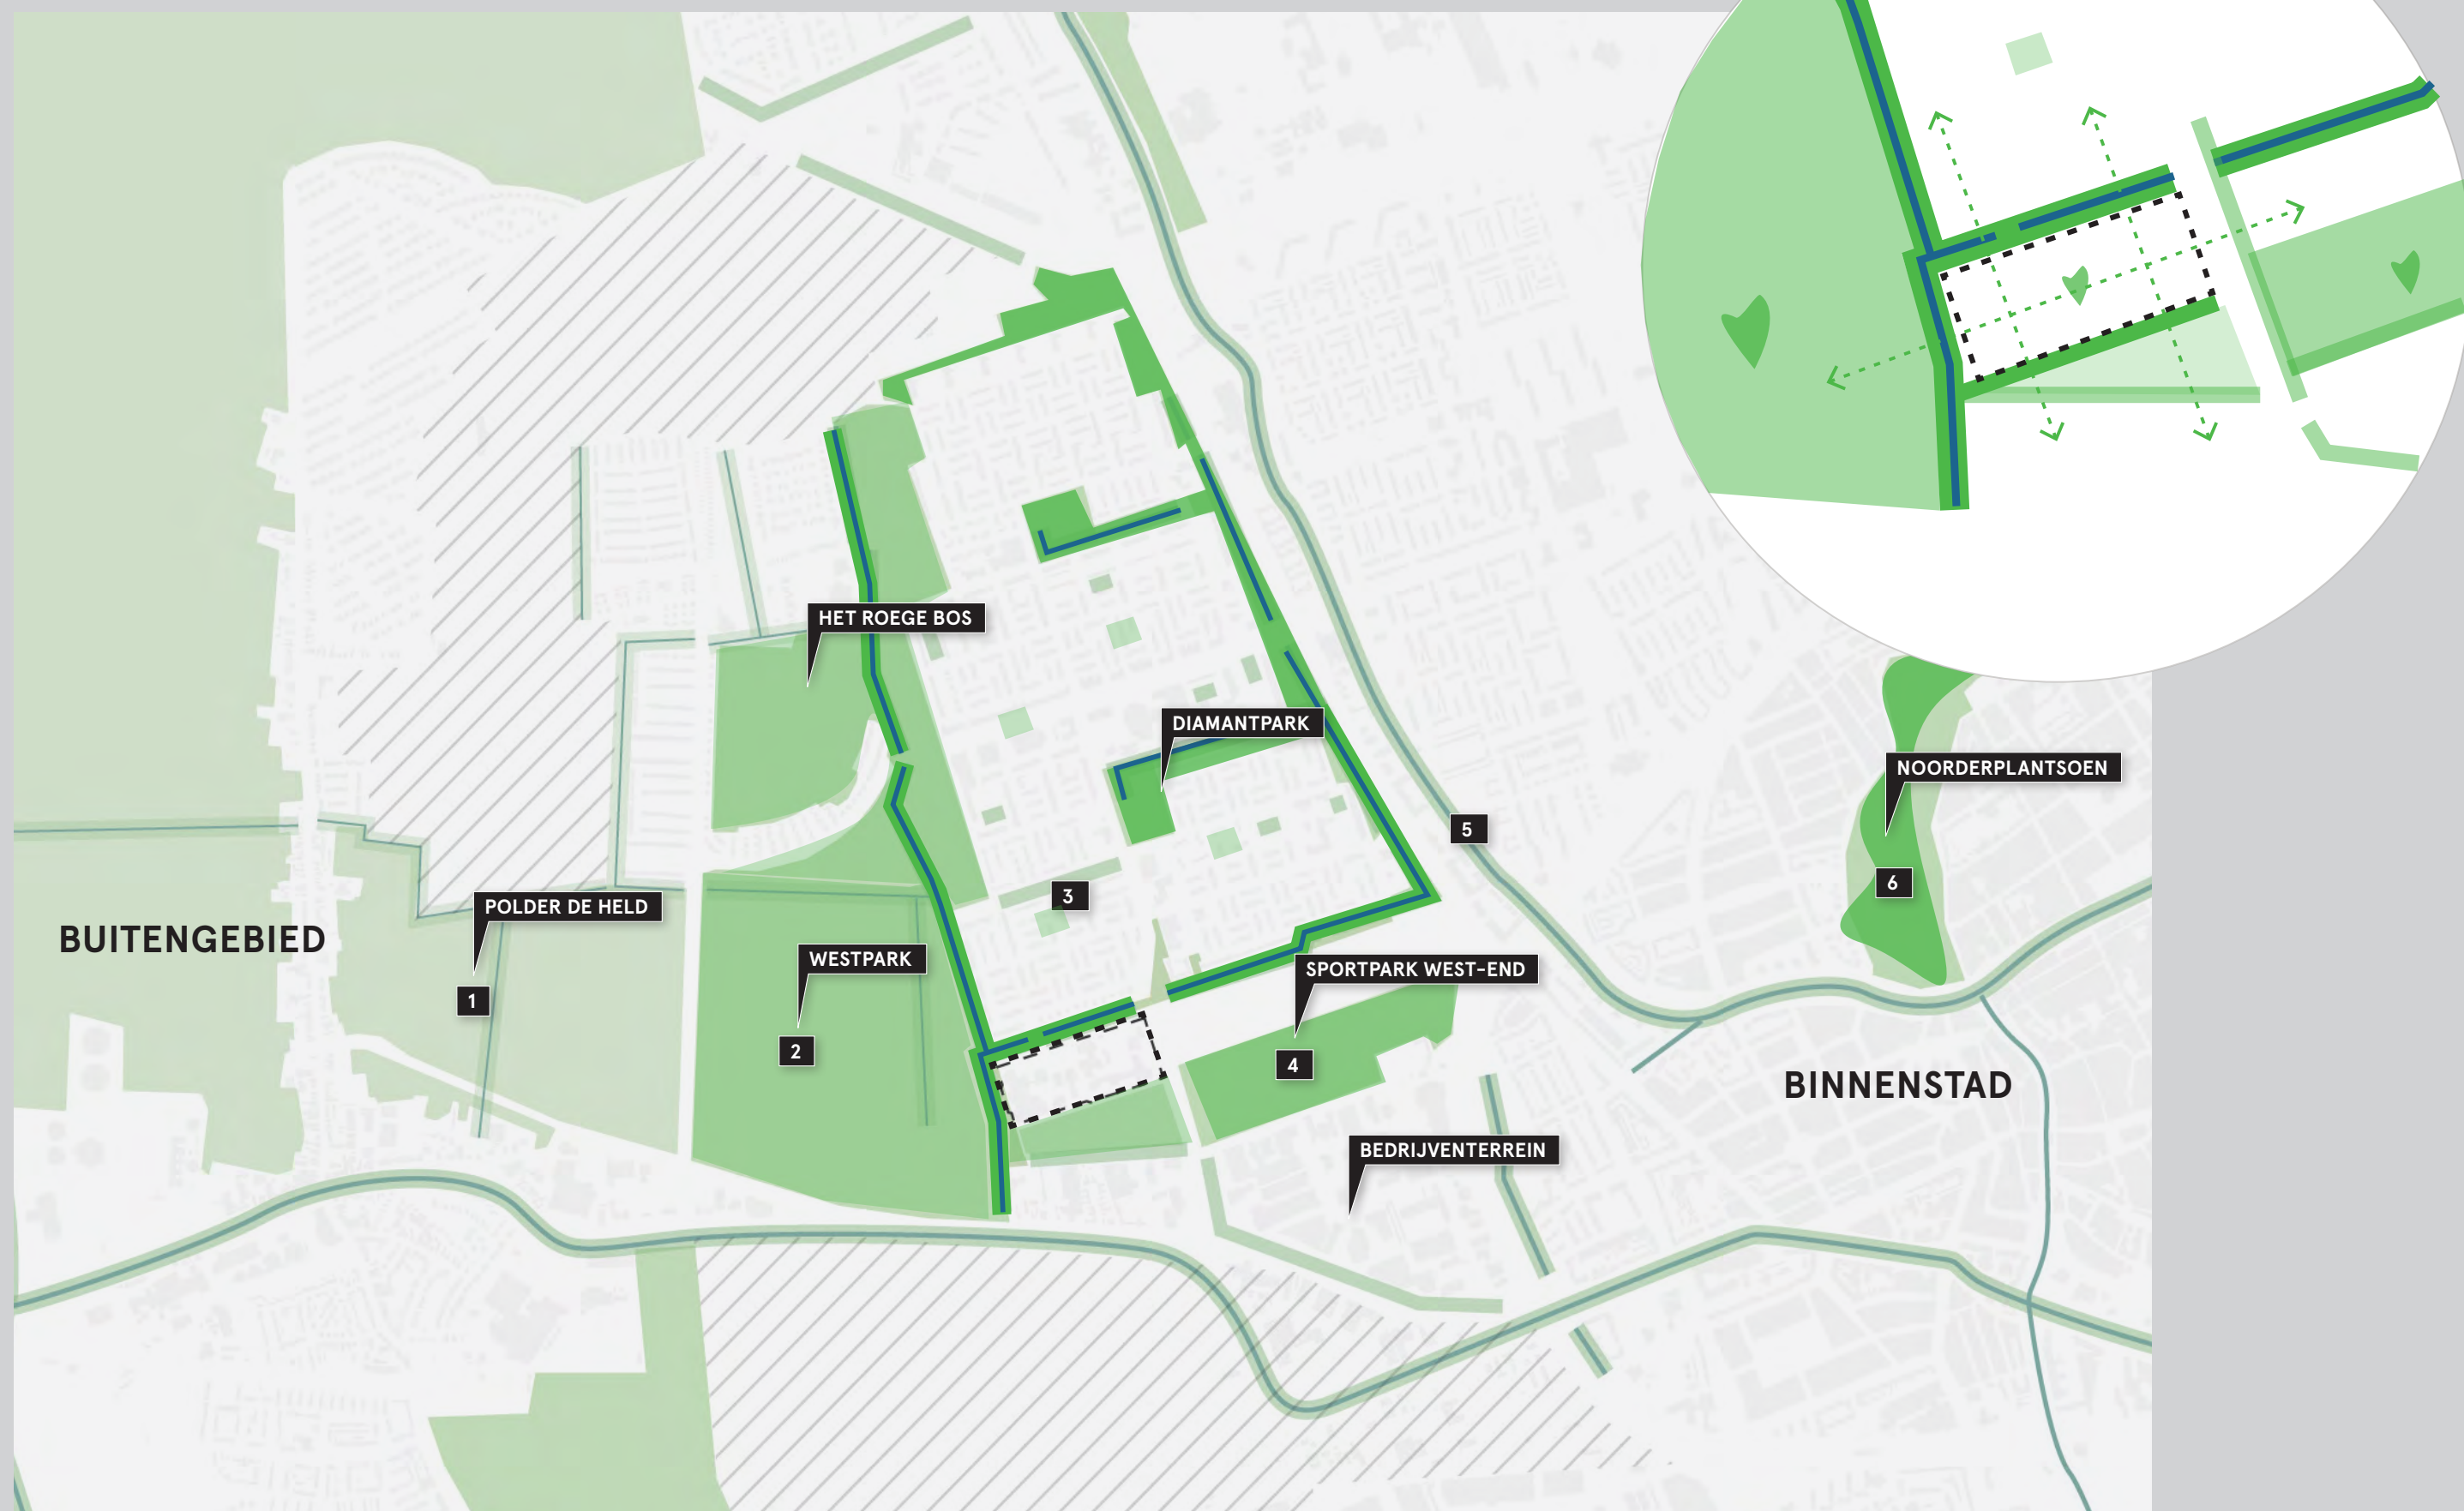 HET ROEGE BOS
DIAMANTPARK
NOORDERPLANTSOEN
5
6
3
POLDER DE HELD
BUITENGEBIED
WESTPARK
SPORTPARK WEST-END
1
2
4
BINNENSTAD
BEDRIJVENTERREIN